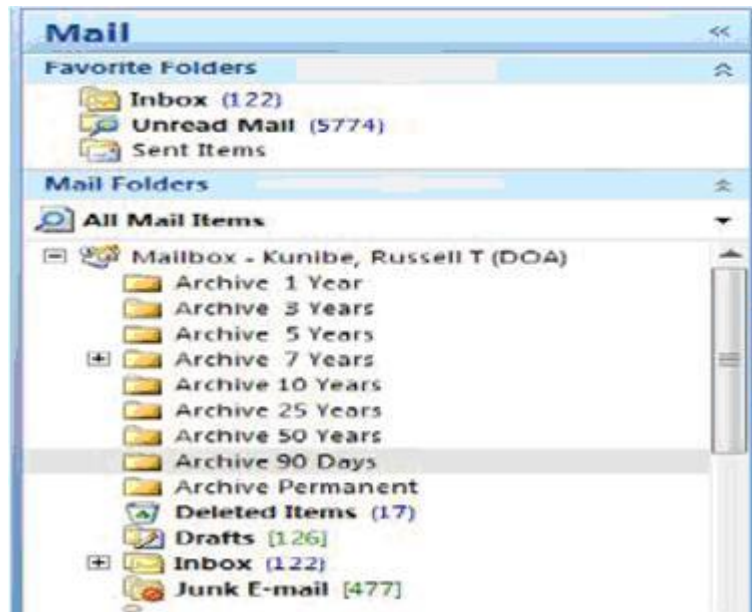 Mail
Favorite Folders
Inbox (122)
Unread Mail (5774)
Sent Items
Mail Folders
All Mail Items
Mailbox - Kunibe, Russell T (DOA)
Archive 1 Year
Archive 3 Years
Archive 5 Years
Archive 7 Years
Archive 10 Years
Archive 25 Years
Archive 50 Years
Archive 90 Days
Archive Permanent
Deleted Items (17)
Drafts [126]
Inbox (122)
Junk E-mail [477]